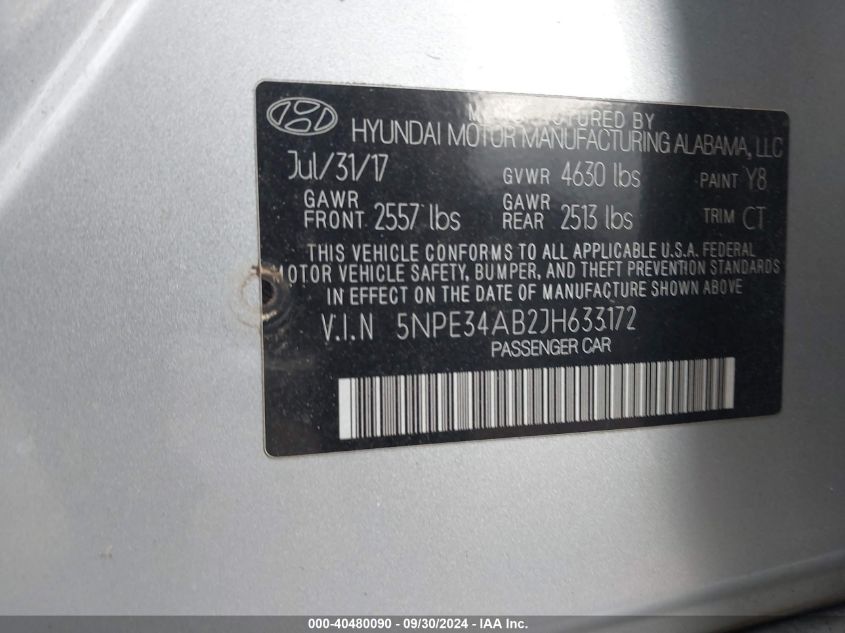 MANUFACTURED BY
HYUNDAI MOTOR MANUFACTURING ALABAMA, LLC
Jul/31/17 GVWR 4630 lbs PAINT Y8
GAWR FRONT 2557 lbs GAWR REAR 2513 lbs TRIM CT
THIS VEHICLE CONFORMS TO ALL APPLICABLE U.S.A. FEDERAL
MOTOR VEHICLE SAFETY, BUMPER, AND THEFT PREVENTION STANDARDS
IN EFFECT ON THE DATE OF MANUFACTURE SHOWN ABOVE
V.I.N 5NPE34AB2JH633172
PASSENGER CAR
000-40480090 - 09/30/2024 - IAA Inc.